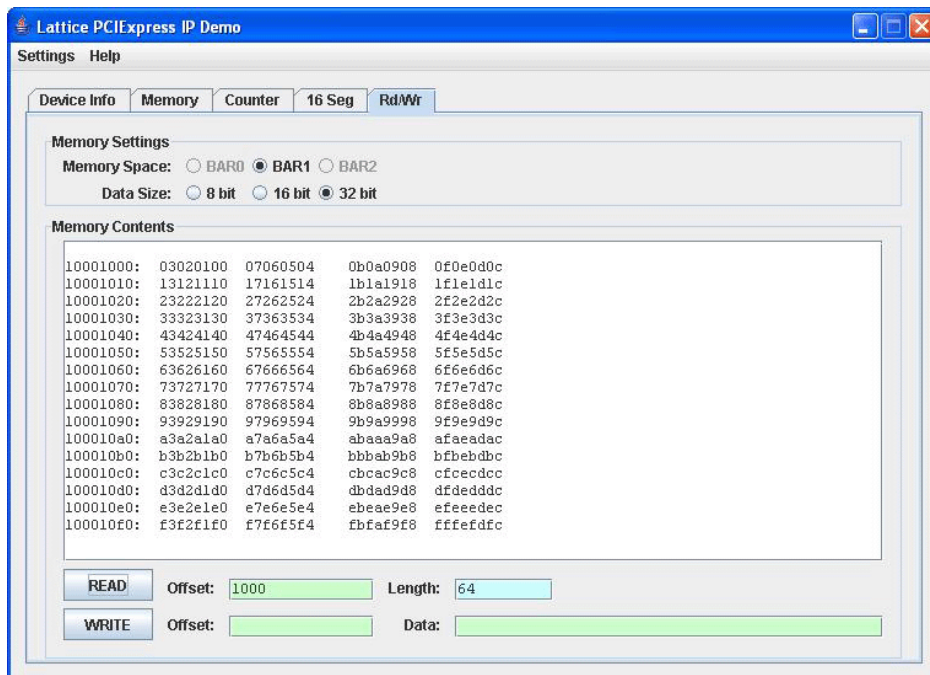 Lattice PCIExpress IP Demo
Settings Help
Device Info Memory Counter 16 Seg Rd/Wr
Memory Settings
Memory Space: BAR0 BAR1 BAR2
Data Size: 8 bit 16 bit 32 bit
Memory Contents
10001000: 03020100 07060504 0b0a0908 0f0e0d0c
10001010: 13121110 17161514 1b1a1918 1f1e1d1c
10001020: 23222120 27262524 2b2a2928 2f2e2d2c
10001030: 33323130 37363534 3b3a3938 3f3e3d3c
10001040: 43424140 47464544 4b4a4948 4f4e4d4c
10001050: 53525150 57565554 5b5a5958 5f5e5d5c
10001060: 63626160 67666564 6b6a6968 6f6e6d6c
10001070: 73727170 77767574 7b7a7978 7f7e7d7c
10001080: 83828180 87868584 8b8a8988 8f8e8d8c
10001090: 93929190 97969594 9b9a9998 9f9e9d9c
100010a0: a3a2a1a0 a7a6a5a4 abaaa9a8 afaeadac
100010b0: b3b2b1b0 b7b6b5b4 bbbab9b8 bfbebdbc
100010c0: c3c2c1c0 c7c6c5c4 cbcac9c8 cfcecdcc
100010d0: d3d2d1d0 d7d6d5d4 dbdad9d8 dfdedddc
100010e0: e3e2e1e0 e7e6e5e4 ebeae9e8 efeeedec
100010f0: f3f2f1f0 f7f6f5f4 fbfaf9f8 fffefdfc
READ Offset: 1000 Length: 64
WRITE Offset: Data: